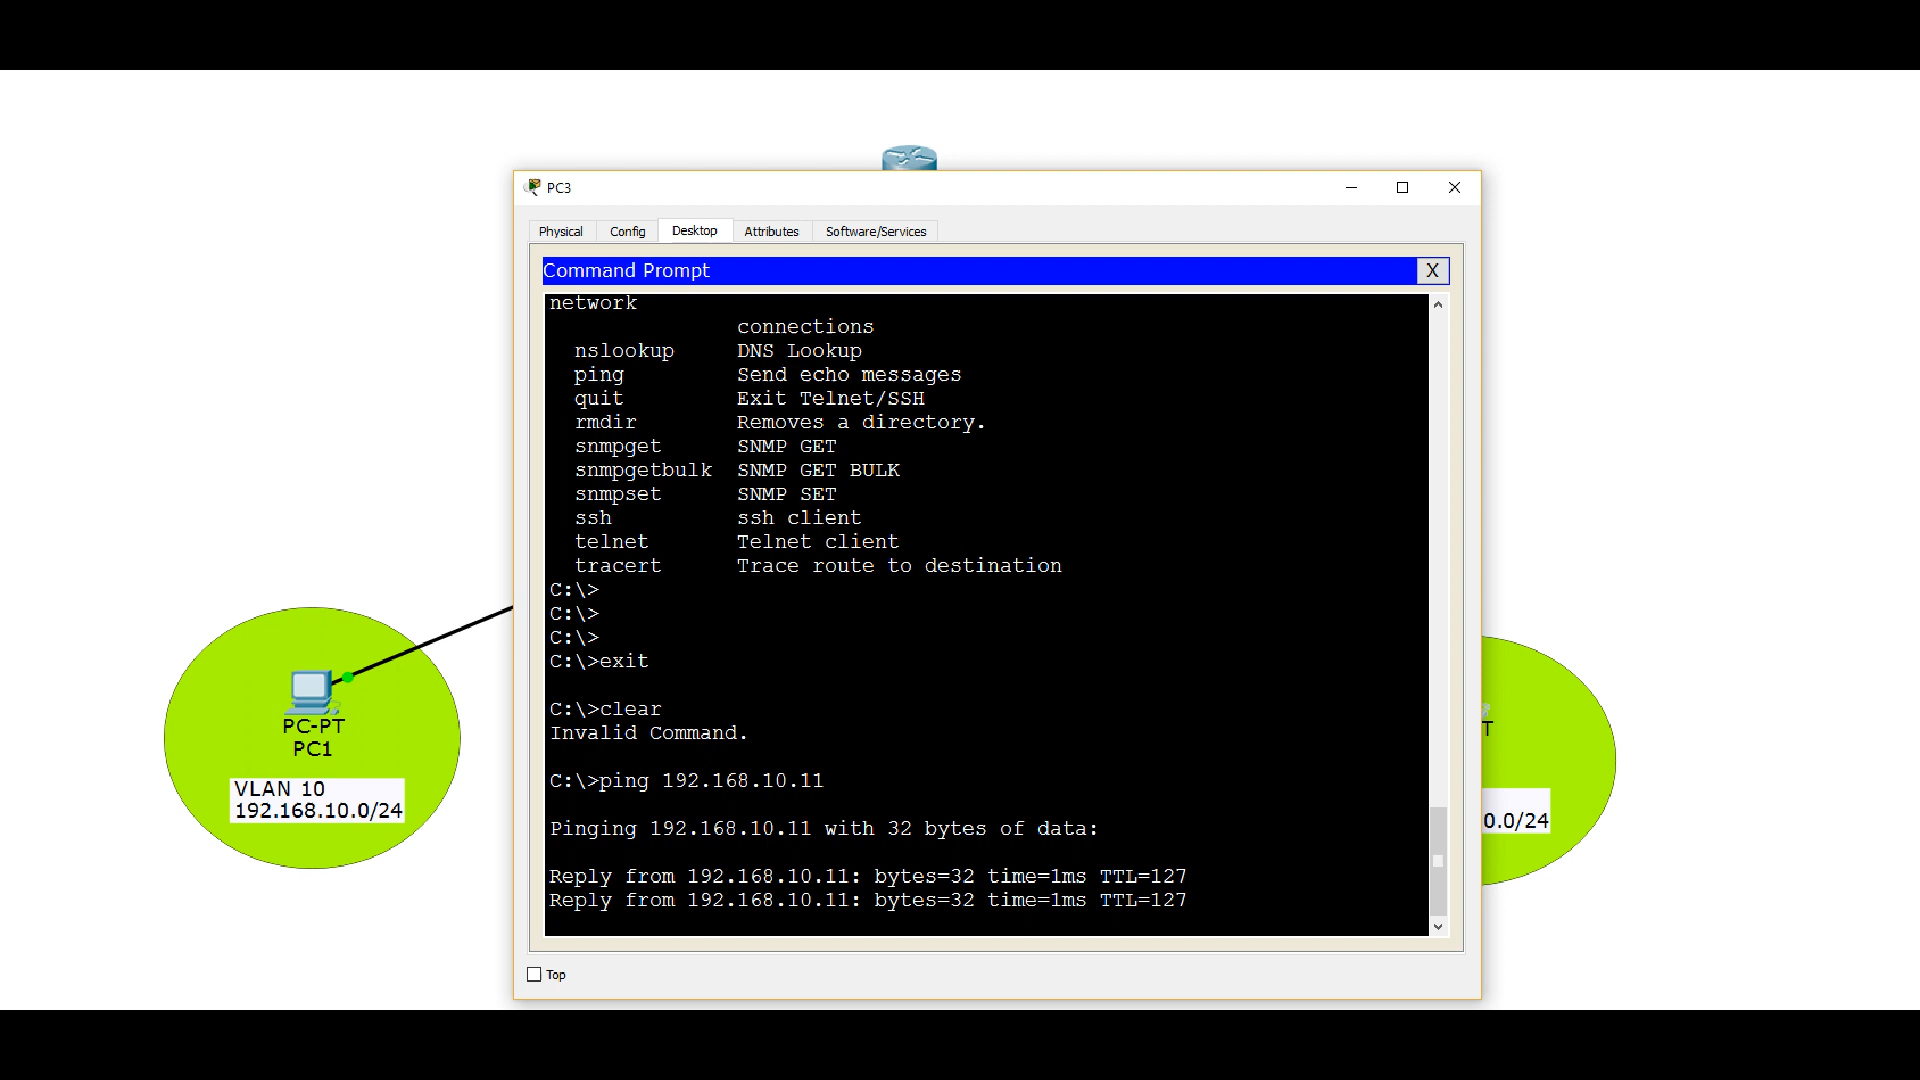 PC3
Physical Config Desktop Attributes Software/Services
Command Prompt X
network
connections
nslookup DNS Lookup
ping Send echo messages
quit Exit Telnet/SSH
rmdir Removes a directory.
snmpget SNMP GET
snmpgetbulk SNMP GET BULK
snmpset SNMP SET
ssh ssh client
telnet Telnet client
tracert Trace route to destination
C:\>
C:\>
C:\>
C:\>exit
C:\>clear
Invalid Command.
C:\>ping 192.168.10.11
Pinging 192.168.10.11 with 32 bytes of data:
Reply from 192.168.10.11: bytes=32 time=1ms TTL=127
Reply from 192.168.10.11: bytes=32 time=1ms TTL=127
Top
PC-PT
PC1
VLAN 10
192.168.10.0/24
T
0.0/24